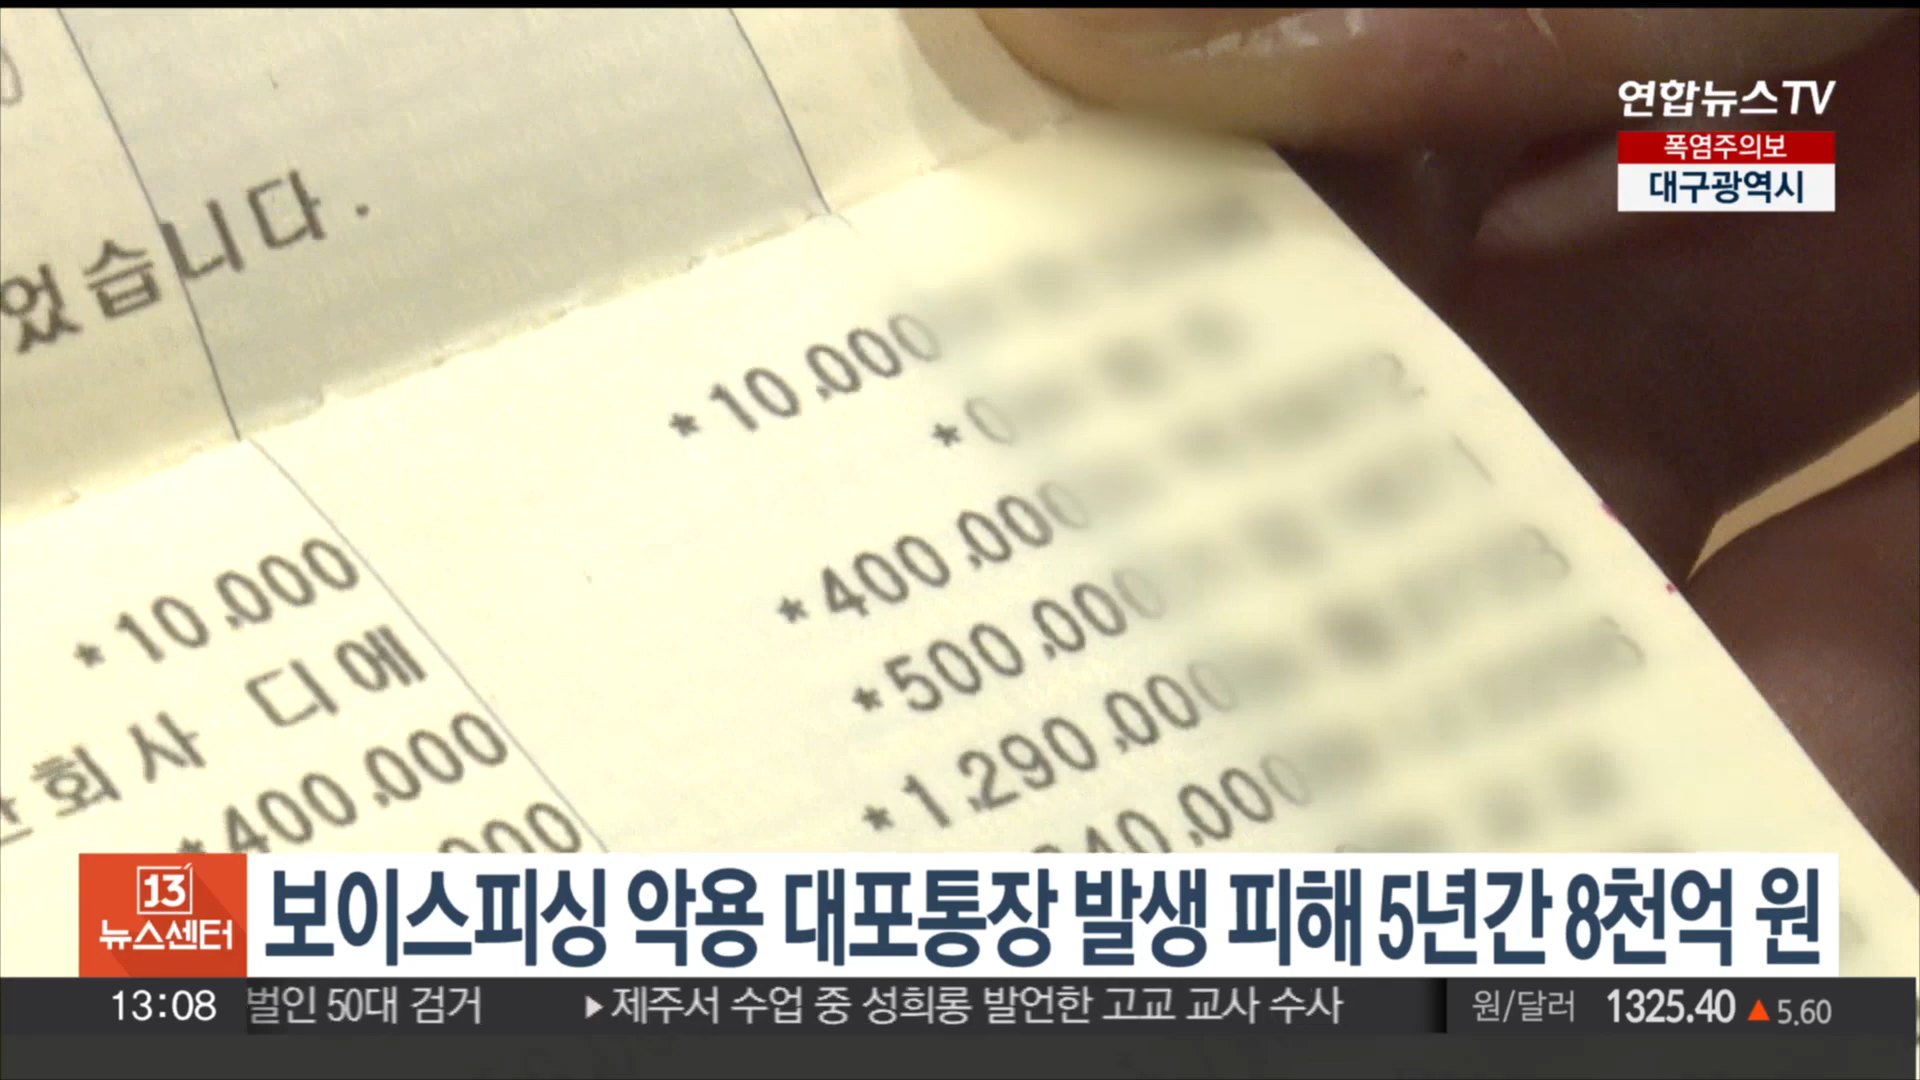 연합뉴스TV
폭염주의보
대구광역시
었습니다.
*10,000
*0
*400,000
*500,000
*1,290,000
40,000
*10,000
회사 디에
*400,000
000
13
뉴스센터
보이스피싱 악용 대포통장 발생 피해 5년간 8천억 원
13:08 벌인 50대 검거 ▶제주서 수업 중 성희롱 발언한 고교 교사 수사 원/달러 1325.40 ▲5.60